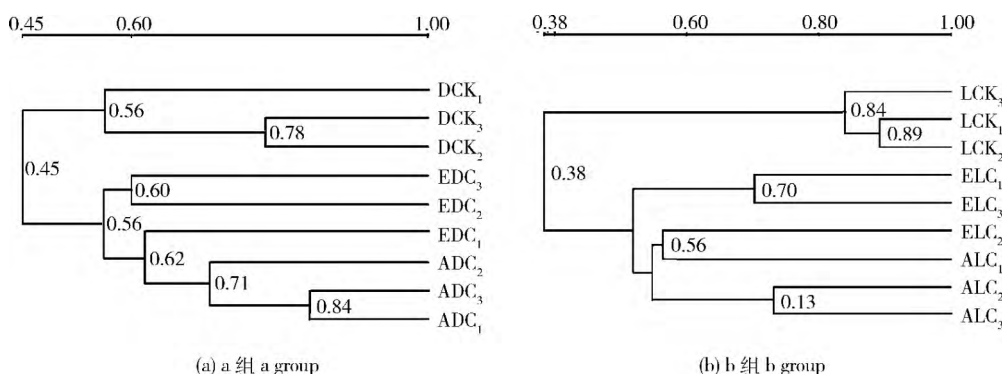 0.45 0.60 1.00
DCK₁
0.56
DCK₃
0.78
DCK₂
0.45
EDC₃
0.60
EDC₂
0.56
EDC₁
0.62
ADC₂
0.71
ADC₃
0.84
ADC₁
(a) a 组 a group
0.38 0.60 0.80 1.00
LCK₃
0.84
LCK₁
0.89
LCK₂
0.38
ELC₁
0.70
ELC₃
ELC₂
0.56
ALC₁
ALC₂
0.13
ALC₃
(b) b 组 b group